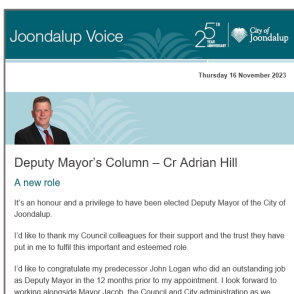 Joondalup Voice
25TH
YEAR
ANNIVERSARY
City of
Joondalup
Thursday 16 November 2023
Deputy Mayor's Column – Cr Adrian Hill
A new role
It's an honour and a privilege to have been elected Deputy Mayor of the City of
Joondalup.
I'd like to thank my Council colleagues for their support and the trust they have
put in me to fulfil this important and esteemed role.
I'd like to congratulate my predecessor John Logan who did an outstanding job
as Deputy Mayor in the 12 months prior to my appointment. I look forward to
working alongside Mayor Jacob, the Council and City administration as we